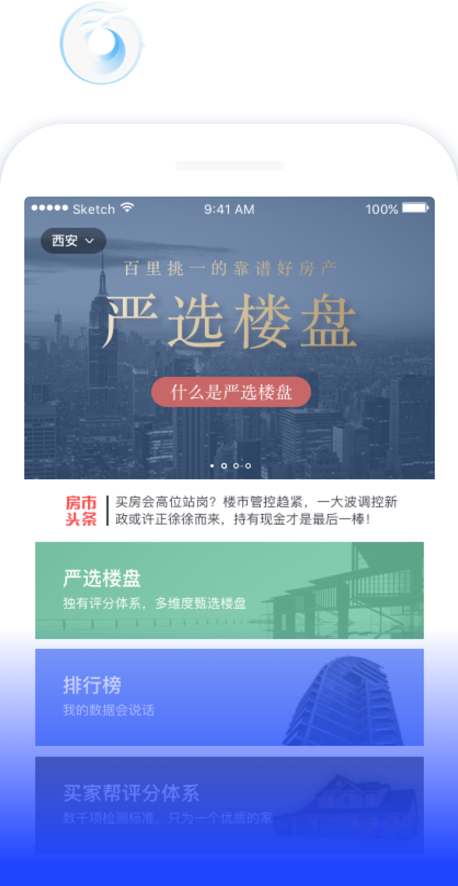 Sketch 9:41 AM 100%
西安
百里挑一的靠谱好房产
严选楼盘
什么是严选楼盘
房市
头条
买房会高位站岗？楼市管控趋紧，一大波调控新
政或许正徐徐而来，持有现金才是最后一棒！
严选楼盘
独有评分体系，多维度甄选楼盘
排行榜
我的数据会说话
买家帮评分体系
数千项检测标准，只为一个优质的家